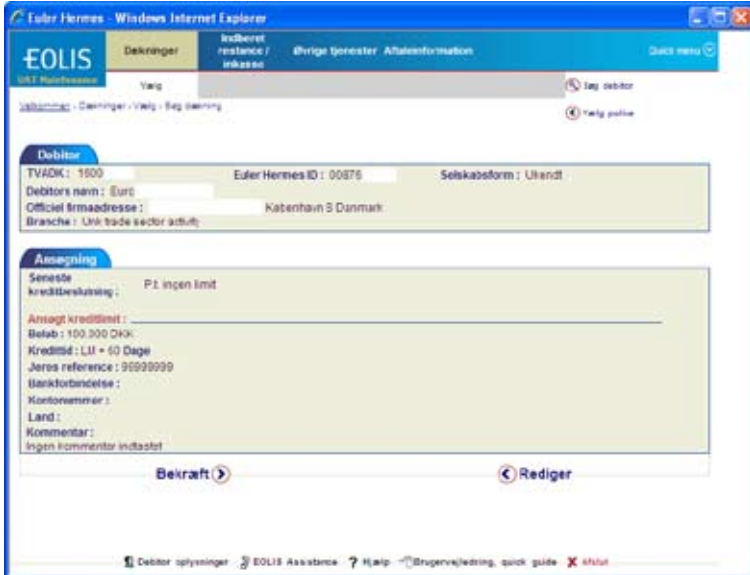 Euler Hermes - Windows Internet Explorer
EOLIS
UAT Maintenance
Dækninger
Indberet restance / inkasso
Øvrige tjenester
Aftaleinformation
Quick menu
Vælg
Søg debitor
Velkommen > Dækninger > Vælg > Søg dækning
Vælg police
Debitor
TVADK : 1600
Euler Hermes ID : 00876
Selskabsform : Ukendt
Debitors navn : Euro
Officiel firmaadresse :
København S Danmark
Branche : Unk trade sector activity
Ansøgning
Seneste kreditbeslutning :
P.t. ingen limit
Ansøgt kreditlimit :
Beløb : 100.000 DKK
Kredittid : LM + 60 Dage
Jeres reference : 99999999
Bankforbindelse :
Kontonummer :
Land :
Kommentar :
Ingen kommentar indtastet
Bekræft
Rediger
Debitor oplysninger
EOLIS Assistance
? Hjælp
Brugervejledning, quick guide
X Afslut